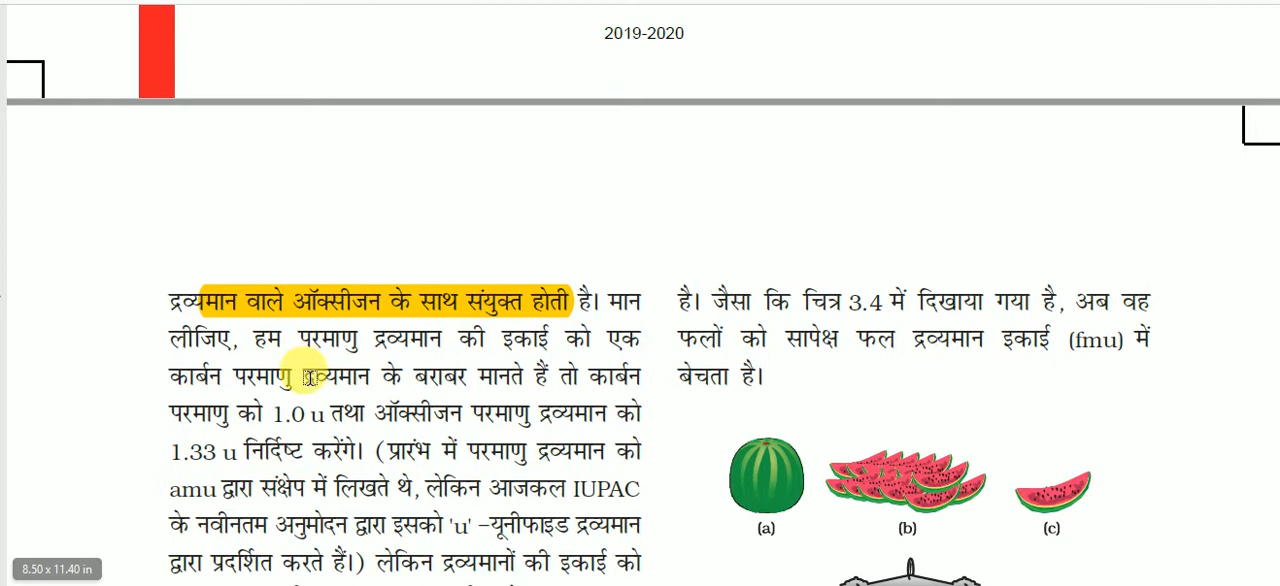 2019-2020
द्रव्यमान वाले ऑक्सीजन के साथ संयुक्त होती है। मान
लीजिए, हम परमाणु द्रव्यमान की इकाई को एक
कार्बन परमाणु द्रव्यमान के बराबर मानते हैं तो कार्बन
परमाणु को 1.0 u तथा ऑक्सीजन परमाणु द्रव्यमान को
1.33 u निर्दिष्ट करेंगे। (प्रारंभ में परमाणु द्रव्यमान को
amu द्वारा संक्षेप में लिखते थे, लेकिन आजकल IUPAC
के नवीनतम अनुमोदन द्वारा इसको 'u' –यूनीफाइड द्रव्यमान
द्वारा प्रदर्शित करते हैं।) लेकिन द्रव्यमानों की इकाई को
है। जैसा कि चित्र 3.4 में दिखाया गया है, अब वह
फलों को सापेक्ष फल द्रव्यमान इकाई (fmu) में
बेचता है।
(a) (b) (c)
8.50 x 11.40 in